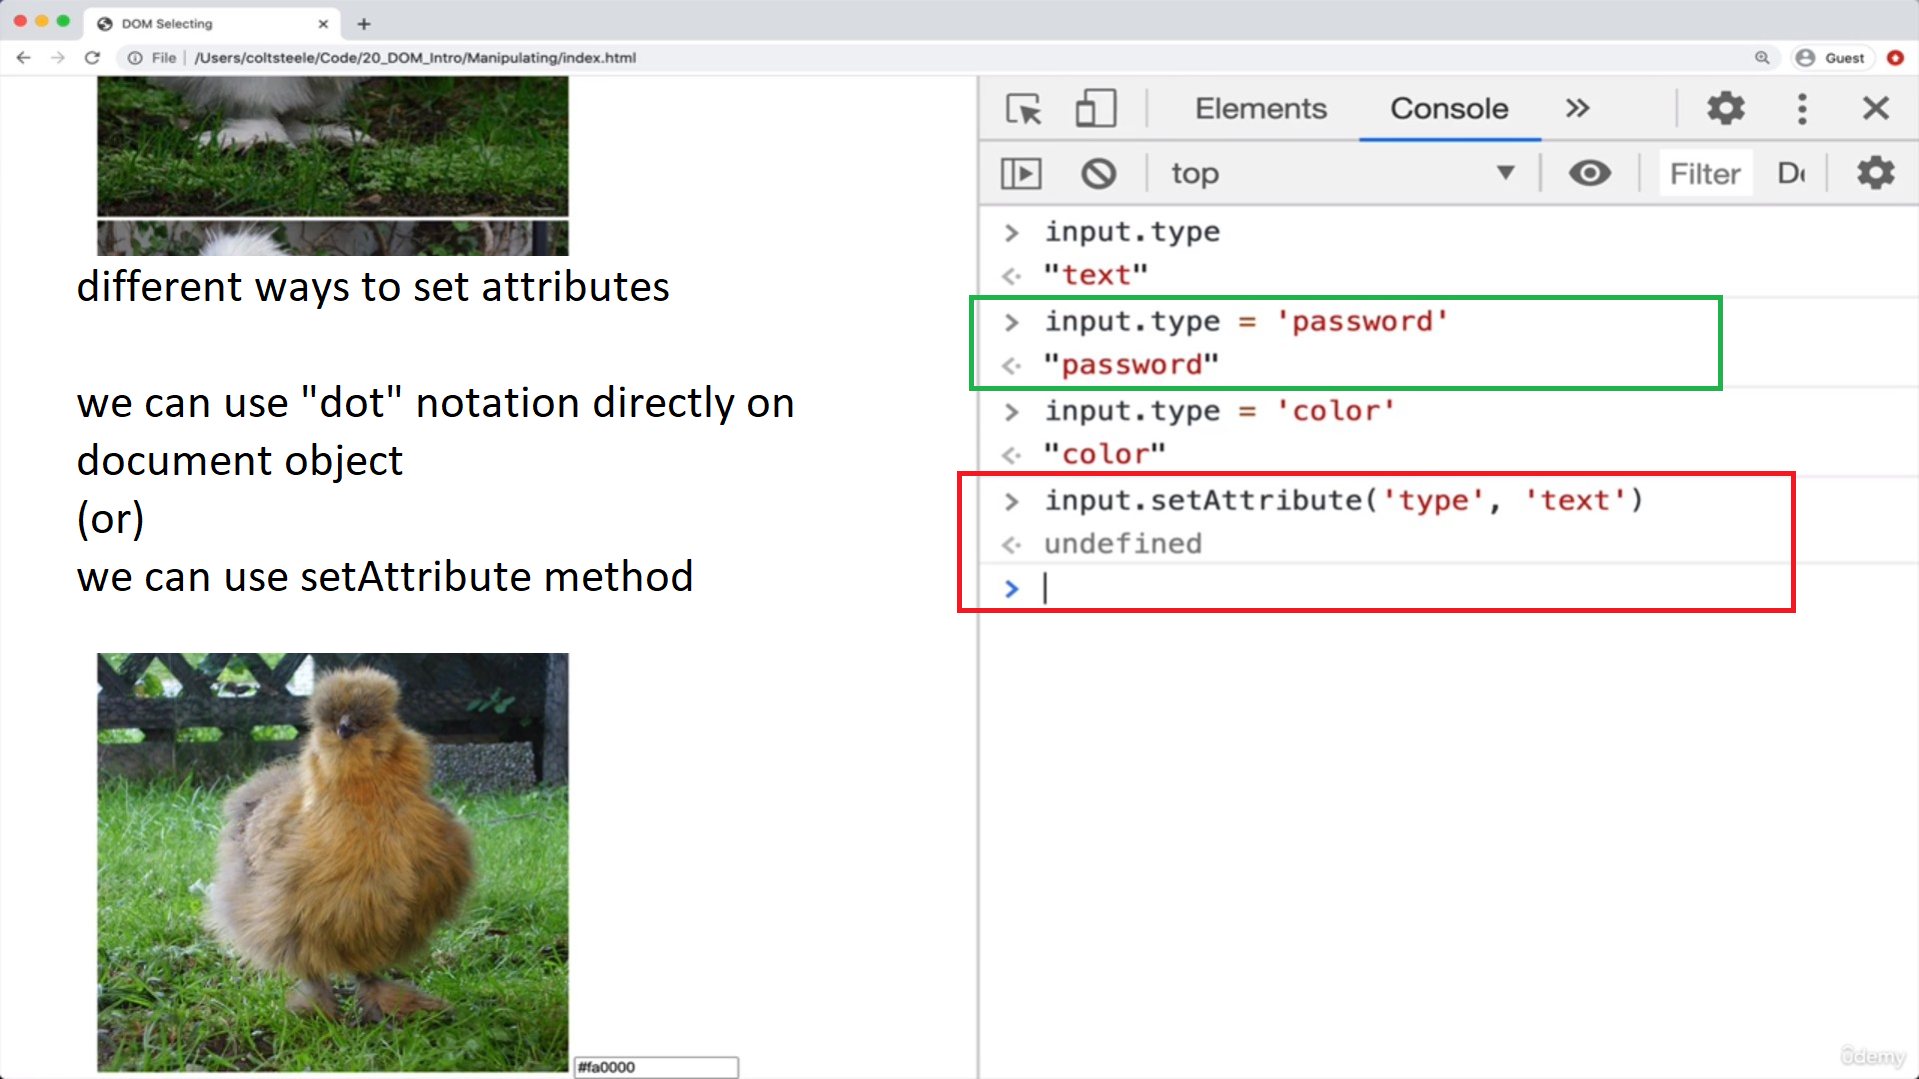 DOM Selecting
File | /Users/coltsteele/Code/20_DOM_Intro/Manipulating/index.html
Guest
different ways to set attributes
we can use "dot" notation directly on
document object
(or)
we can use setAttribute method
#fa0000
Elements Console
top Filter
> input.type
"text"
> input.type = 'password'
"password"
> input.type = 'color'
"color"
> input.setAttribute('type', 'text')
undefined
>
ûdemy